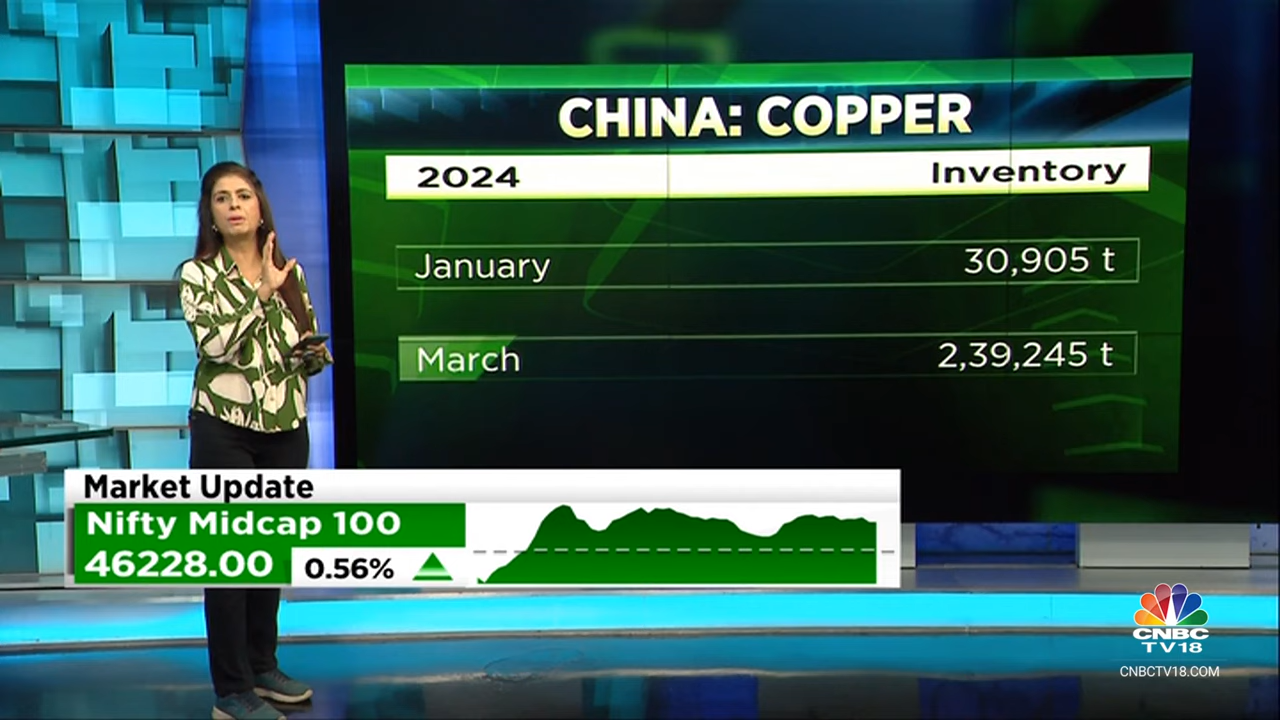 CHINA: COPPER
2024 Inventory
January 30,905 t
March 2,39,245 t
Market Update
Nifty Midcap 100
46228.00 0.56%
CNBC
TV18
CNBCTV18.COM